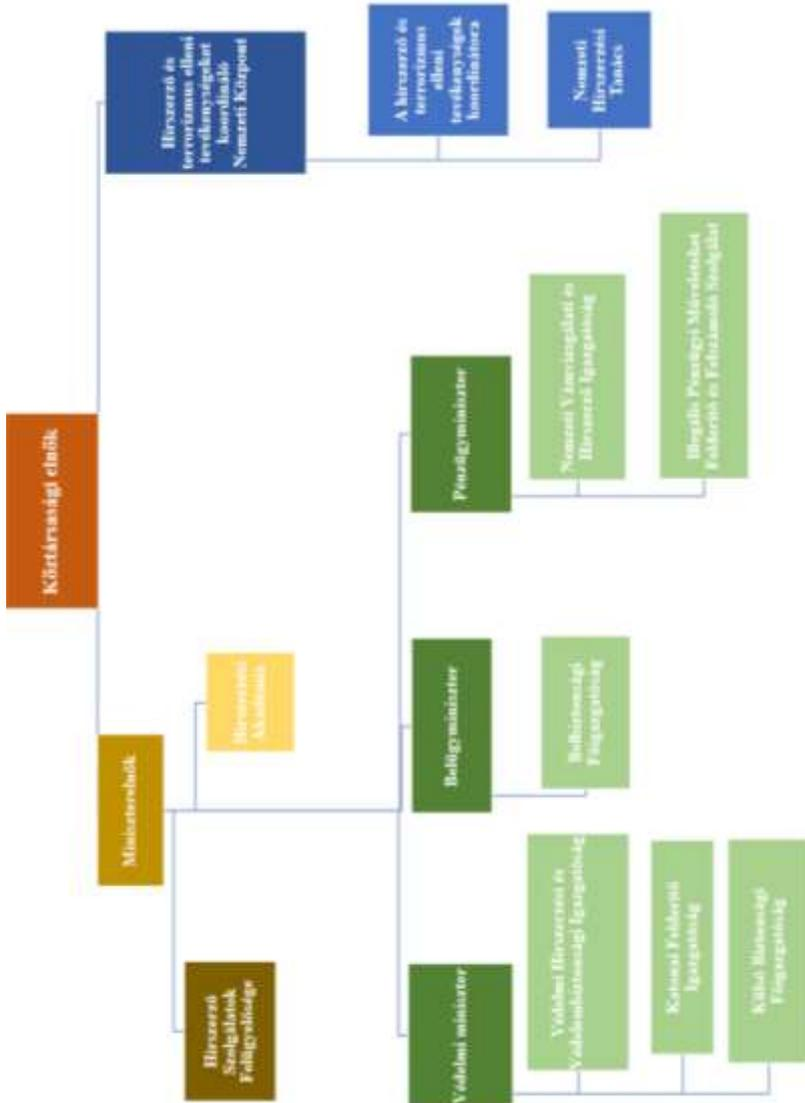 Köztársasági elnök
Miniszterelnök
Hírszerző és
terrorizmus elleni
tevékenységeket
koordináló
Nemzeti Központ
Hírszerző
Szolgálatok
Felügyelősége
Hírszerzési
Akadémia
A hírszerző és
terrorizmus
elleni
tevékenységek
koordinátora
Nemzeti
Hírszerzési
Tanács
Védelmi miniszter
Belügyminiszter
Pénzügyminiszter
Védelmi Hírszerzési és
Védelembiztonsági Igazgatóság
Katonai Felderítő
Igazgatóság
Külső Biztonsági
Főigazgatóság
Belbiztonsági
Főigazgatóság
Nemzeti Vámvizsgálati és
Hírszerző Igazgatóság
Illegális Pénzügyi Műveleteket
Felderítő és Felszámoló Szolgálat